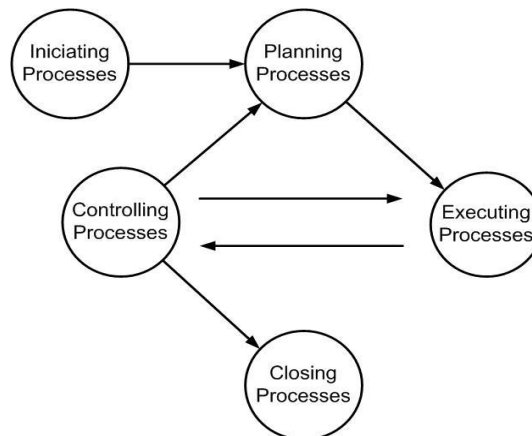 Iniciating
Processes
Planning
Processes
Controlling
Processes
Executing
Processes
Closing
Processes